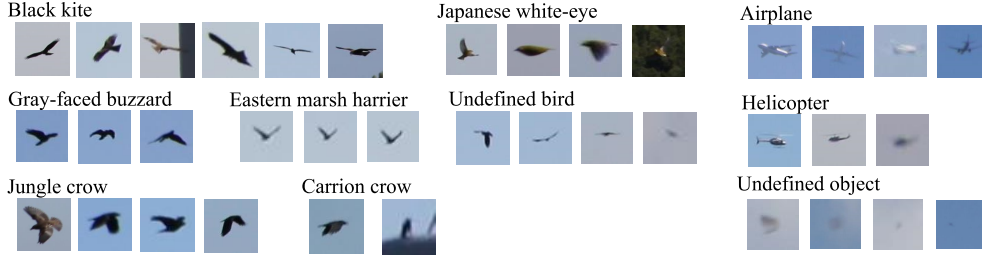 Black kite
Japanese white-eye
Airplane
Gray-faced buzzard
Eastern marsh harrier
Undefined bird
Helicopter
Jungle crow
Carrion crow
Undefined object